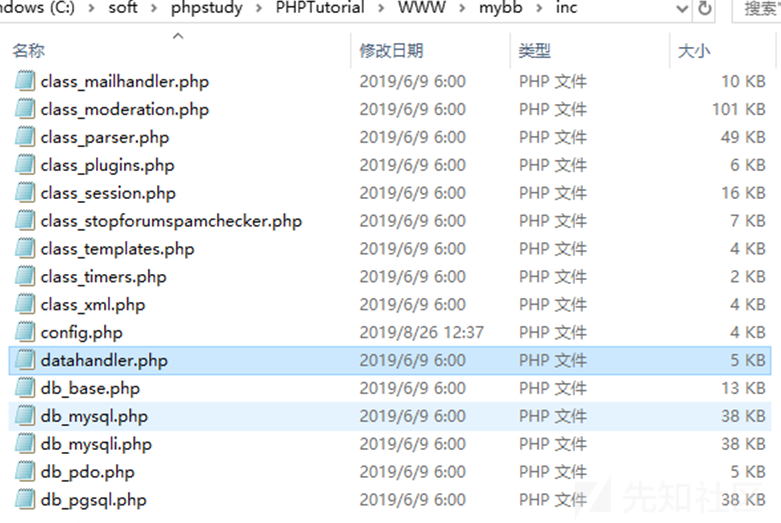 ndows (C:) › soft › phpstudy › PHPTutorial › WWW › mybb › inc 搜索"
名称 修改日期 类型 大小
class_mailhandler.php 2019/6/9 6:00 PHP 文件 10 KB
class_moderation.php 2019/6/9 6:00 PHP 文件 101 KB
class_parser.php 2019/6/9 6:00 PHP 文件 49 KB
class_plugins.php 2019/6/9 6:00 PHP 文件 6 KB
class_session.php 2019/6/9 6:00 PHP 文件 16 KB
class_stopforumspamchecker.php 2019/6/9 6:00 PHP 文件 7 KB
class_templates.php 2019/6/9 6:00 PHP 文件 4 KB
class_timers.php 2019/6/9 6:00 PHP 文件 2 KB
class_xml.php 2019/6/9 6:00 PHP 文件 4 KB
config.php 2019/8/26 12:37 PHP 文件 4 KB
datahandler.php 2019/6/9 6:00 PHP 文件 5 KB
db_base.php 2019/6/9 6:00 PHP 文件 13 KB
db_mysql.php 2019/6/9 6:00 PHP 文件 38 KB
db_mysqli.php 2019/6/9 6:00 PHP 文件 38 KB
db_pdo.php 2019/6/9 6:00 PHP 文件 5 KB
db_pgsql.php 2019/6/9 6:00 PHP 文件 38 KB
先知社区